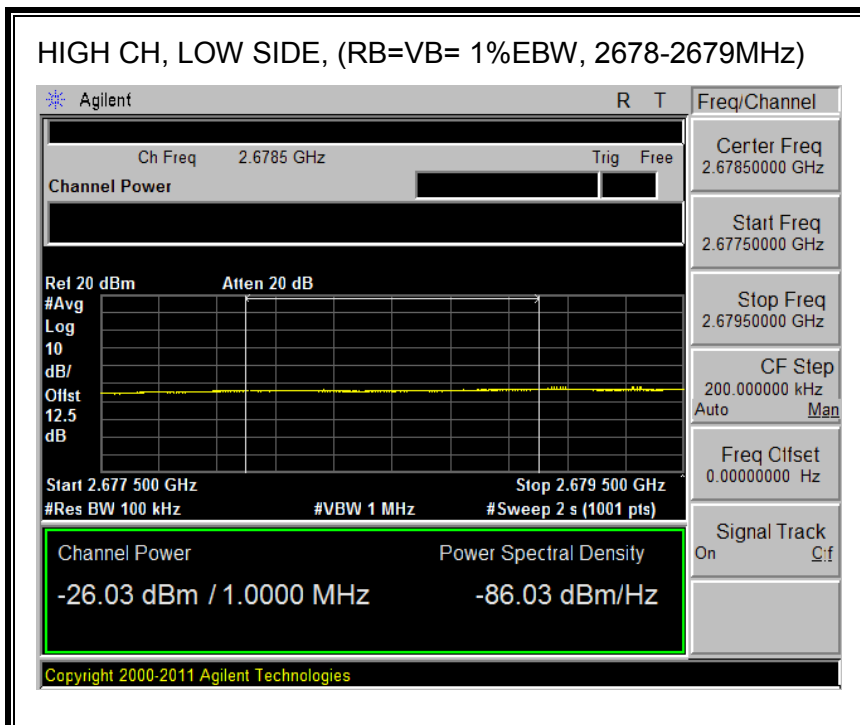 HIGH CH, LOW SIDE, (RB=VB= 1%EBW, 2678-2679MHz)
Agilent R T Freq/Channel
Ch Freq 2.6785 GHz Trig Free
Channel Power
Center Freq
2.67850000 GHz
Start Freq
2.67750000 GHz
Stop Freq
2.67950000 GHz
CF Step
200.000000 kHz
Auto Man
Freq Offset
0.00000000 Hz
Signal Track
On Off
Ref 20 dBm Atten 20 dB
#Avg
Log
10
dB/
Offst
12.5
dB
Start 2.677 500 GHz Stop 2.679 500 GHz
#Res BW 100 kHz #VBW 1 MHz #Sweep 2 s (1001 pts)
Channel Power Power Spectral Density
-26.03 dBm / 1.0000 MHz -86.03 dBm/Hz
Copyright 2000-2011 Agilent Technologies